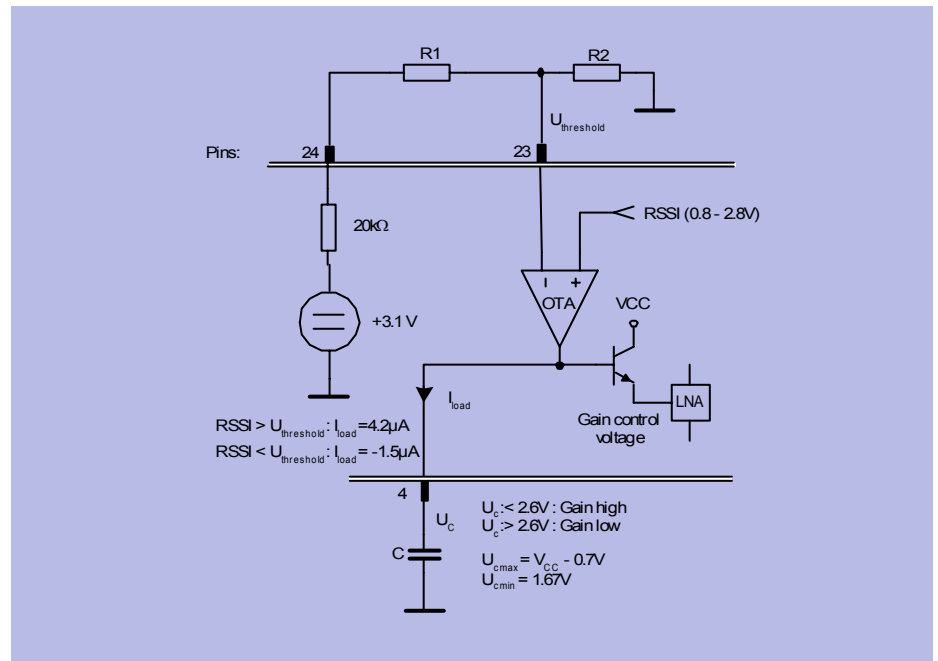 R1
R2
Uthreshold
Pins:
24
23
20kΩ
RSSI (0.8 - 2.8V)
- +
OTA
VCC
+3.1 V
Iload
LNA
Gain control
voltage
RSSI > Uthreshold: Iload =4.2µA
RSSI < Uthreshold: Iload = -1.5µA
4
Uc
Uc:< 2.6V : Gain high
Uc:> 2.6V : Gain low
C
Ucmax = VCC - 0.7V
Ucmin = 1.67V